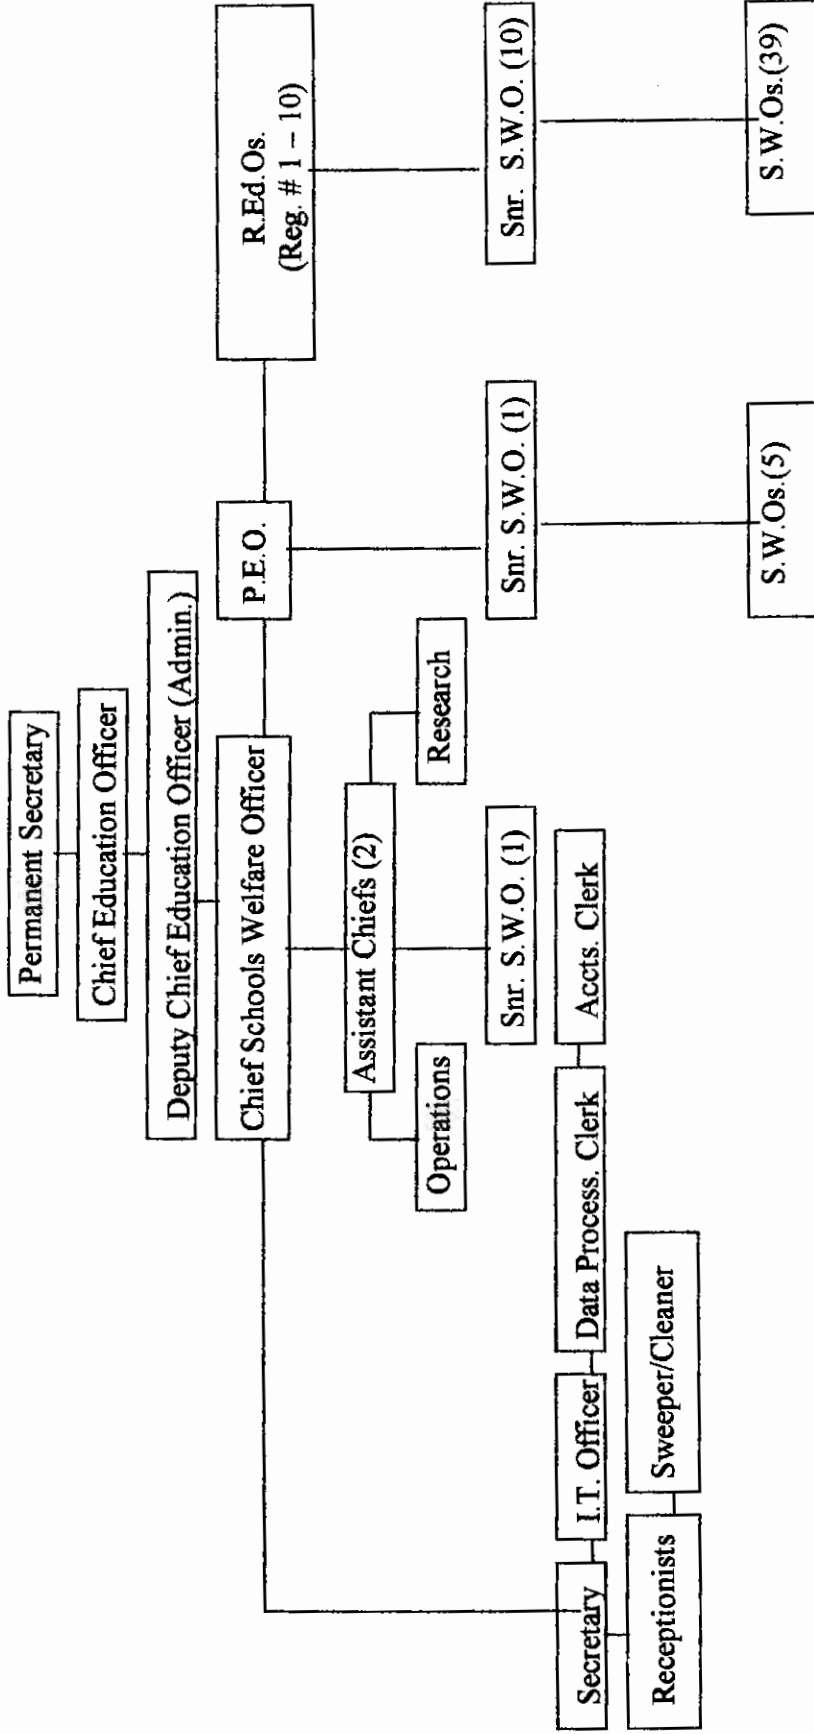 Permanent Secretary
Chief Education Officer
Deputy Chief Education Officer (Admin.)
Chief Schools Welfare Officer
P.E.O.
R.Ed.Os.
(Reg. # 1 – 10)
Assistant Chiefs (2)
Operations
Research
Snr. S.W.O. (1)
Snr. S.W.O. (1)
Snr. S.W.O. (10)
Secretary
I.T. Officer
Data Process. Clerk
Accts. Clerk
Receptionists
Sweeper/Cleaner
S.W.Os.(5)
S.W.Os.(39)